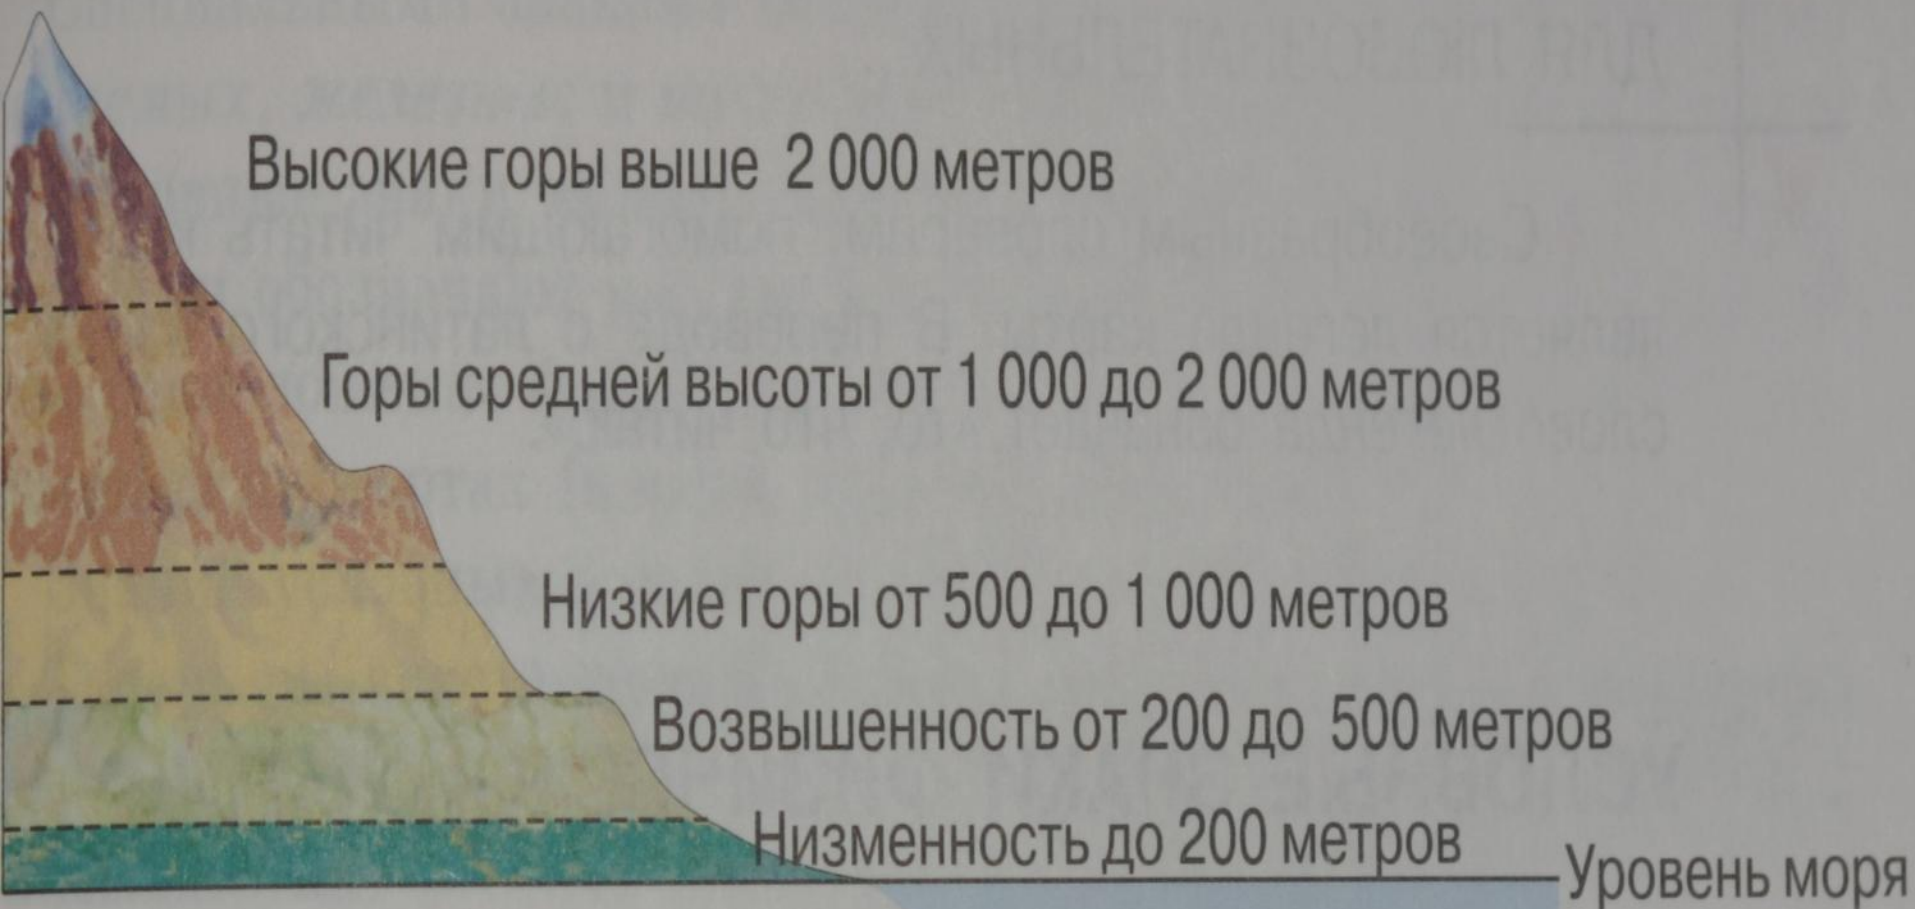 Высокие горы выше 2 000 метров
Горы средней высоты от 1 000 до 2 000 метров
Низкие горы от 500 до 1 000 метров
Возвышенность от 200 до 500 метров
Низменность до 200 метров
Уровень моря